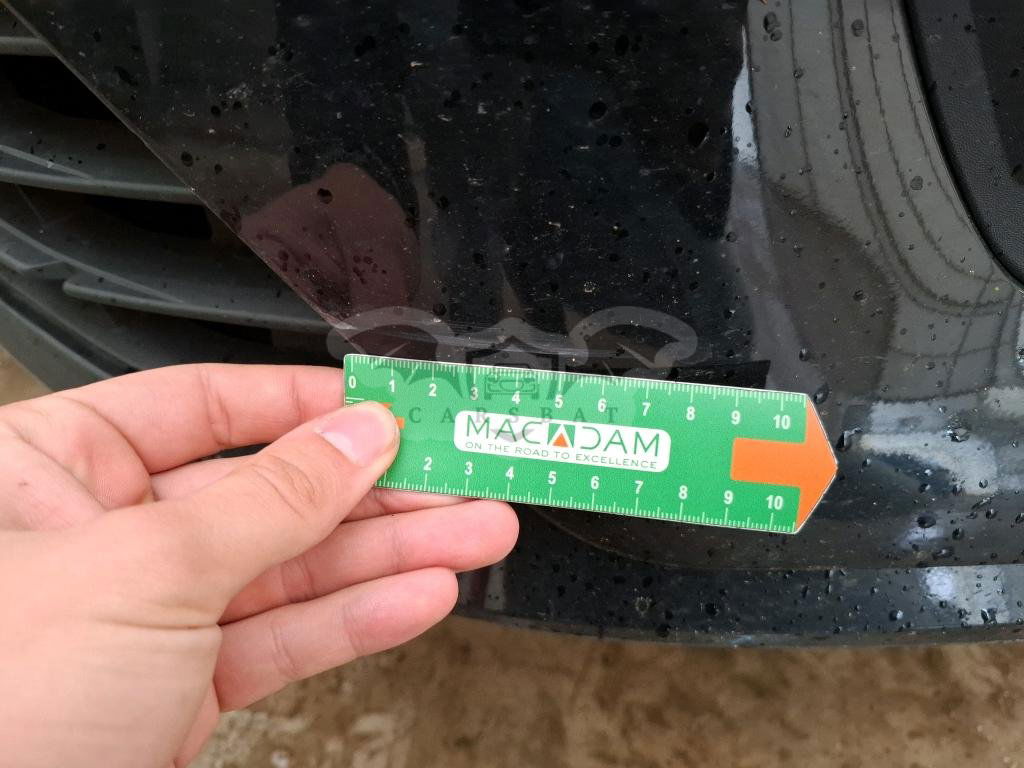 0 1 2 3 4 5 6 7 8 9 10
CARSBAT
MACADAM
ON THE ROAD TO EXCELLENCE
2 3 4 5 6 7 8 9 10